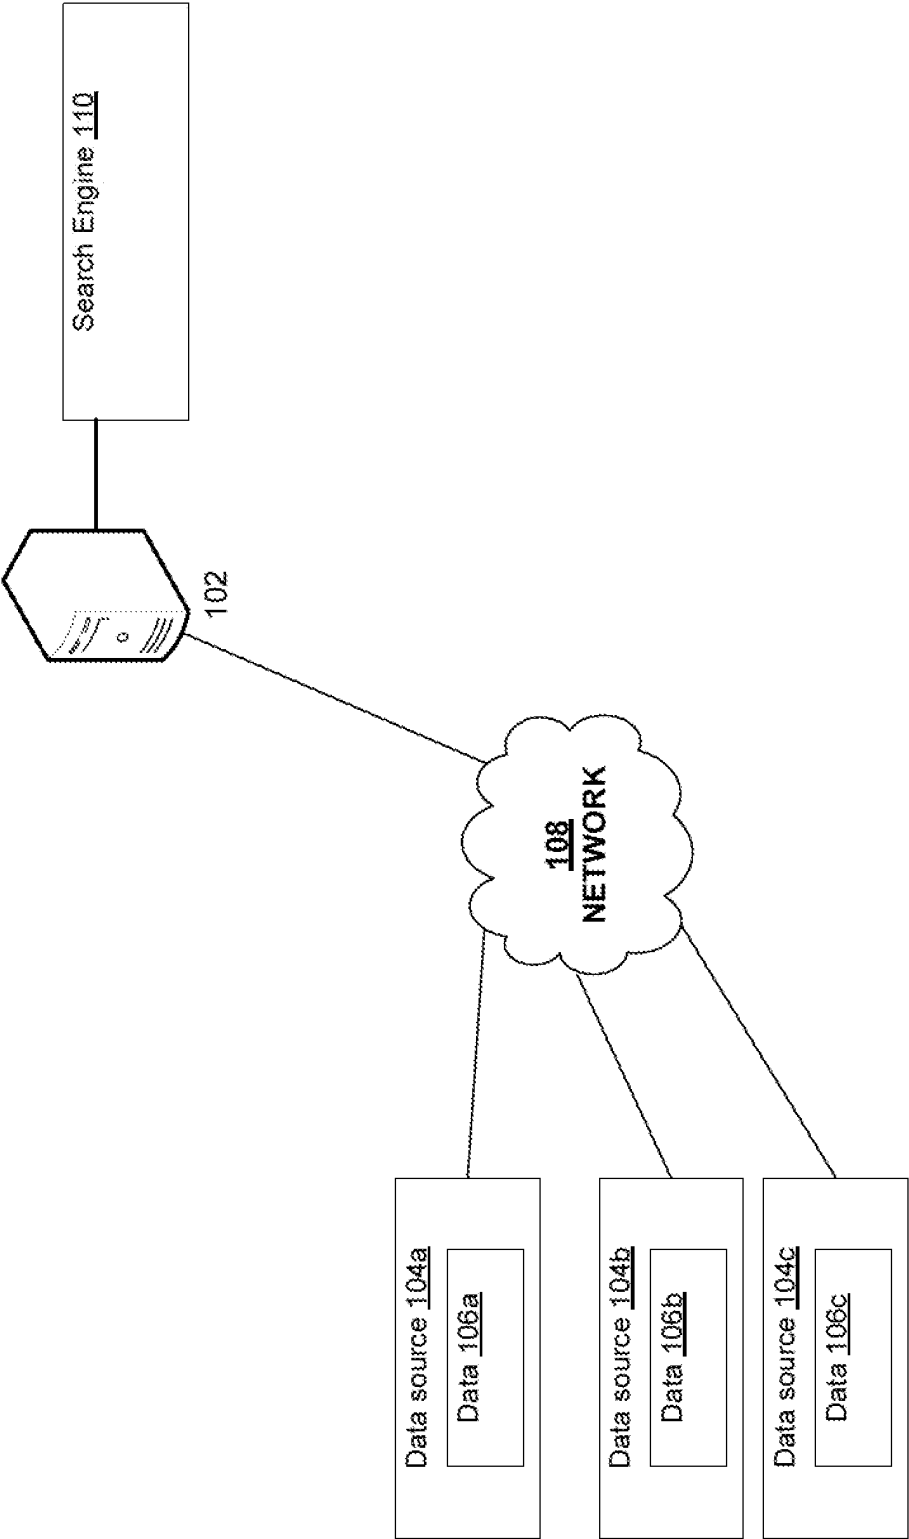 Data source 104a
Data 106a
Data source 104b
Data 106b
Data source 104c
Data 106c
108
NETWORK
102
Search Engine 110